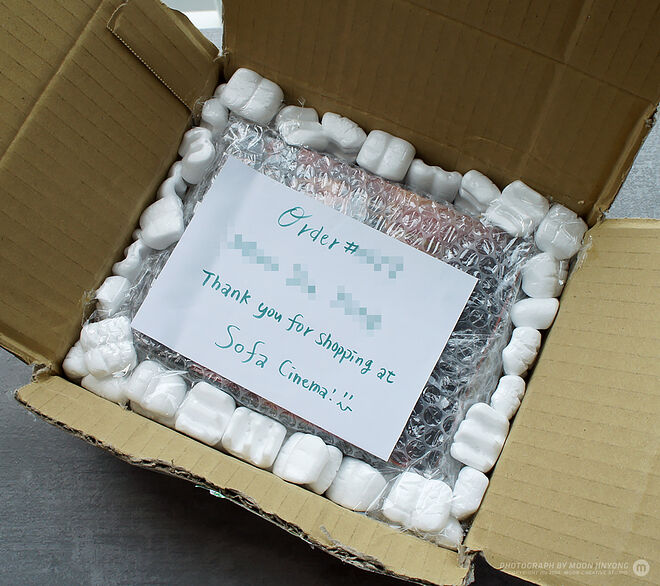 Order #
Thank you for shopping at
Sofa Cinema!
PHOTOGRAPH BY MOON JINYONG